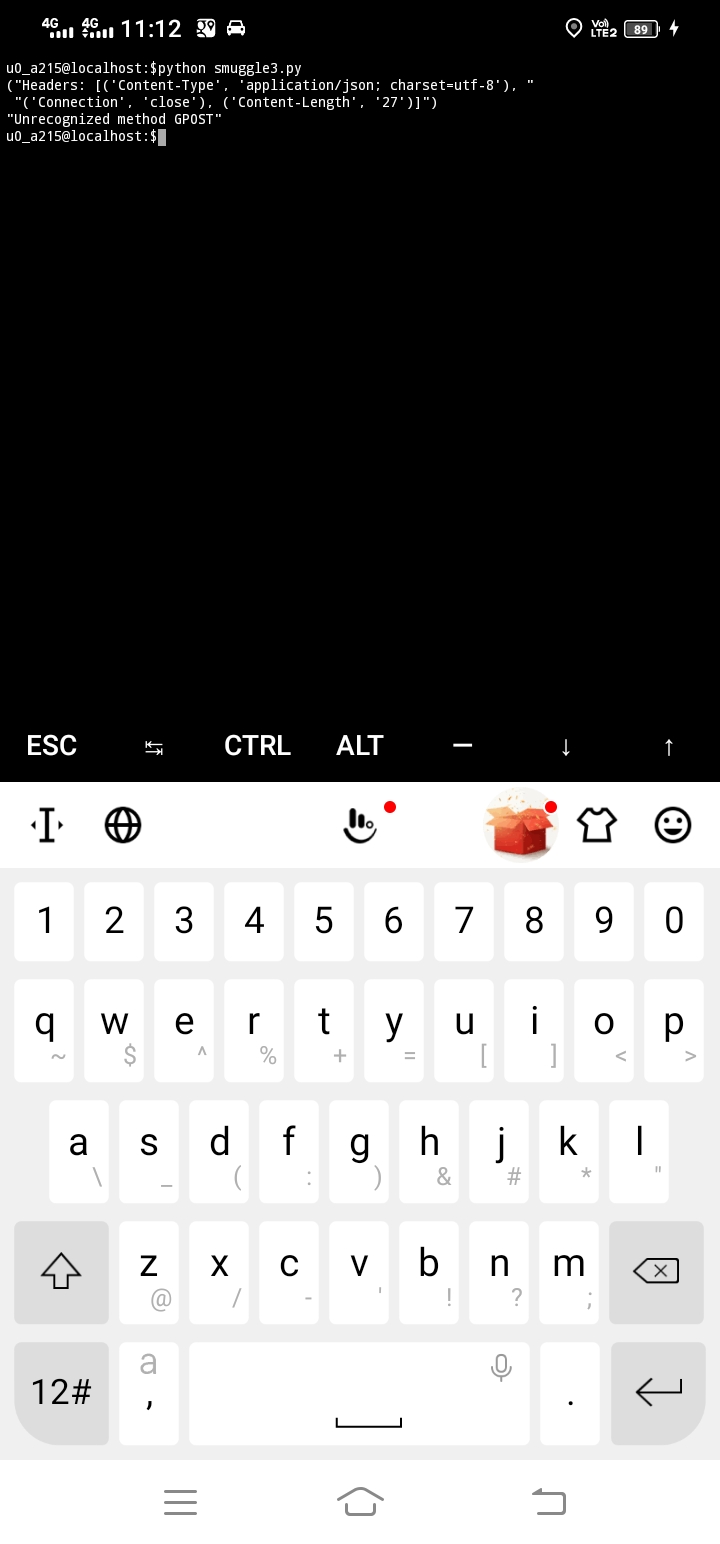 4G 4G 11:12 Vo) LTE2 89
u0_a215@localhost:$python smuggle3.py
("Headers: [('Content-Type', 'application/json; charset=utf-8'), "
 "('Connection', 'close'), ('Content-Length', '27')]")
"Unrecognized method GPOST"
u0_a215@localhost:$
ESC ↹ CTRL ALT — ↓ ↑
1 2 3 4 5 6 7 8 9 0
q w e r t y u i o p
~ $ ^ % + = [ ] < >
a s d f g h j k l
\ _ ( : ) & # * "
z x c v b n m
@ / - ' ! ? ;
12# a , .